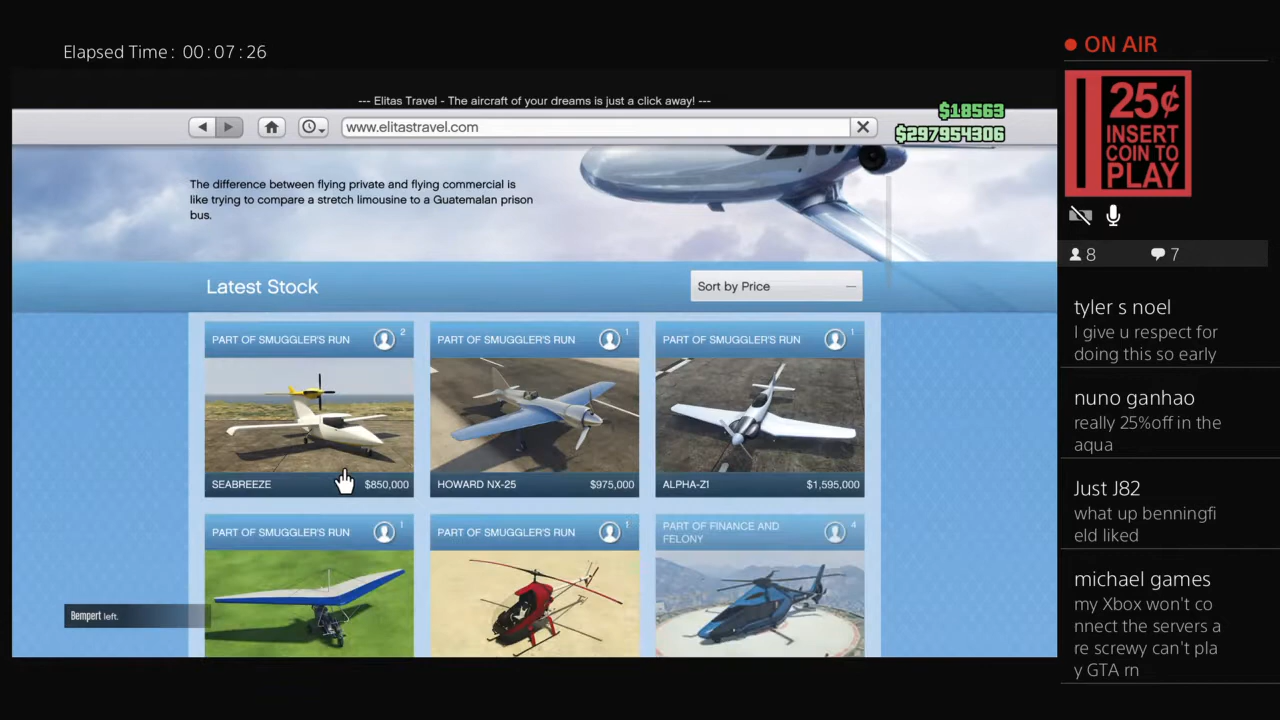 Elapsed Time: 00:07:26
--- Elitas Travel - The aircraft of your dreams is just a click away! ---
www.elitastravel.com
$18563
$297954306
The difference between flying private and flying commercial is
like trying to compare a stretch limousine to a Guatemalan prison
bus.
Latest Stock
Sort by Price
PART OF SMUGGLER'S RUN 2
PART OF SMUGGLER'S RUN 1
PART OF SMUGGLER'S RUN 1
SEABREEZE $850,000
HOWARD NX-25 $975,000
ALPHA-Z1 $1,595,000
PART OF SMUGGLER'S RUN 1
PART OF SMUGGLER'S RUN 1
PART OF FINANCE AND
FELONY 4
Bempert left.
ON AIR
25¢
INSERT
COIN TO
PLAY
8 7
tyler s noel
I give u respect for
doing this so early
nuno ganhao
really 25%off in the
aqua
Just J82
what up benningfi
eld liked
michael games
my Xbox won't co
nnect the servers a
re screwy can't pla
y GTA rn